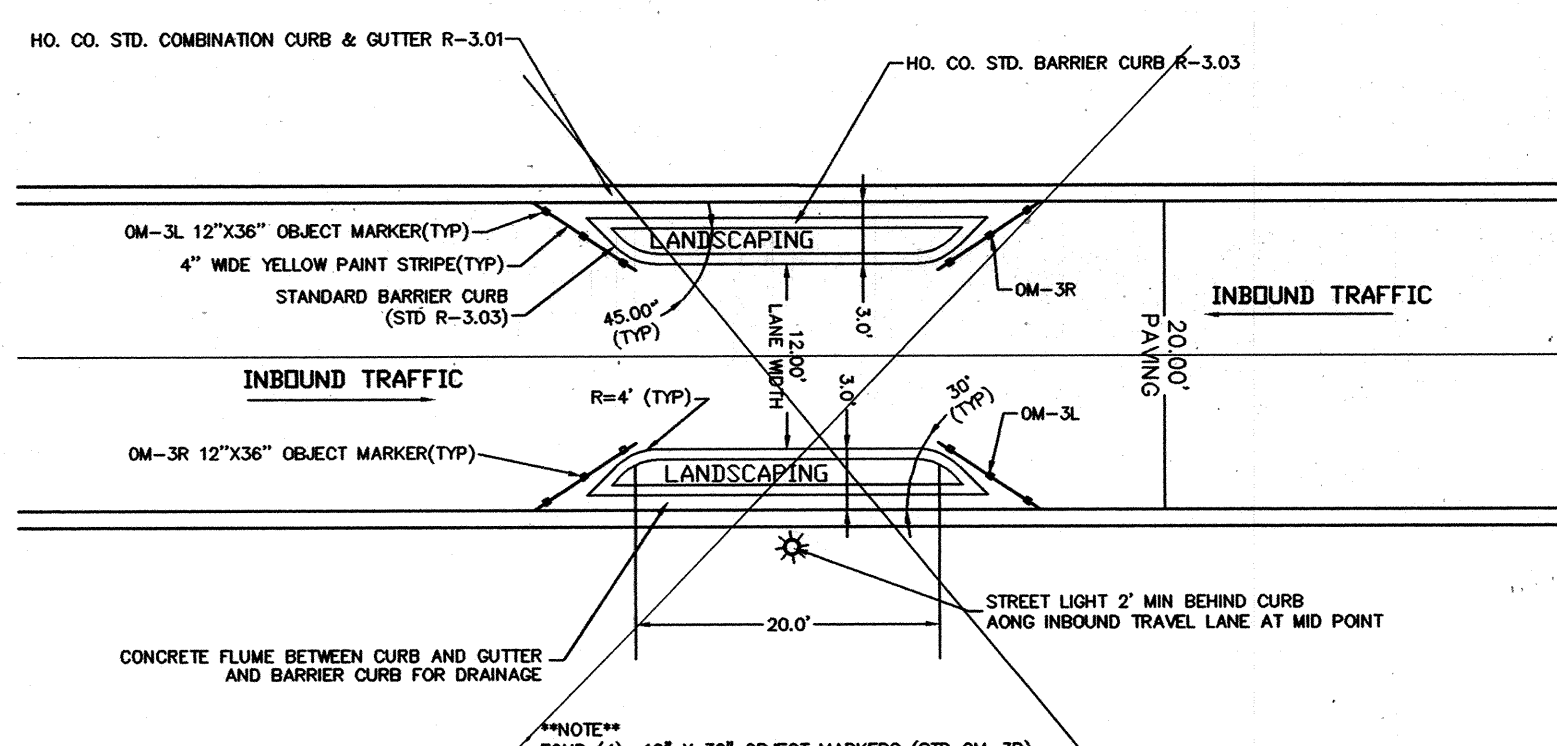 HO. CO. STD. COMBINATION CURB & GUTTER R-3.01
HO. CO. STD. BARRIER CURB R-3.03
OM-3L 12"X36" OBJECT MARKER(TYP)
4" WIDE YELLOW PAINT STRIPE(TYP)
STANDARD BARRIER CURB
(STD R-3.03)
LANDSCAPING
45.00°
(TYP)
12.00'
LANE WIDTH
3.0'
OM-3R
INBOUND TRAFFIC
20.00'
PAVING
INBOUND TRAFFIC
R=4' (TYP)
3.0'
30°
(TYP)
OM-3L
OM-3R 12"X36" OBJECT MARKER(TYP)
LANDSCAPING
20.0'
STREET LIGHT 2' MIN BEHIND CURB
AONG INBOUND TRAVEL LANE AT MID POINT
CONCRETE FLUME BETWEEN CURB AND GUTTER
AND BARRIER CURB FOR DRAINAGE
**NOTE**